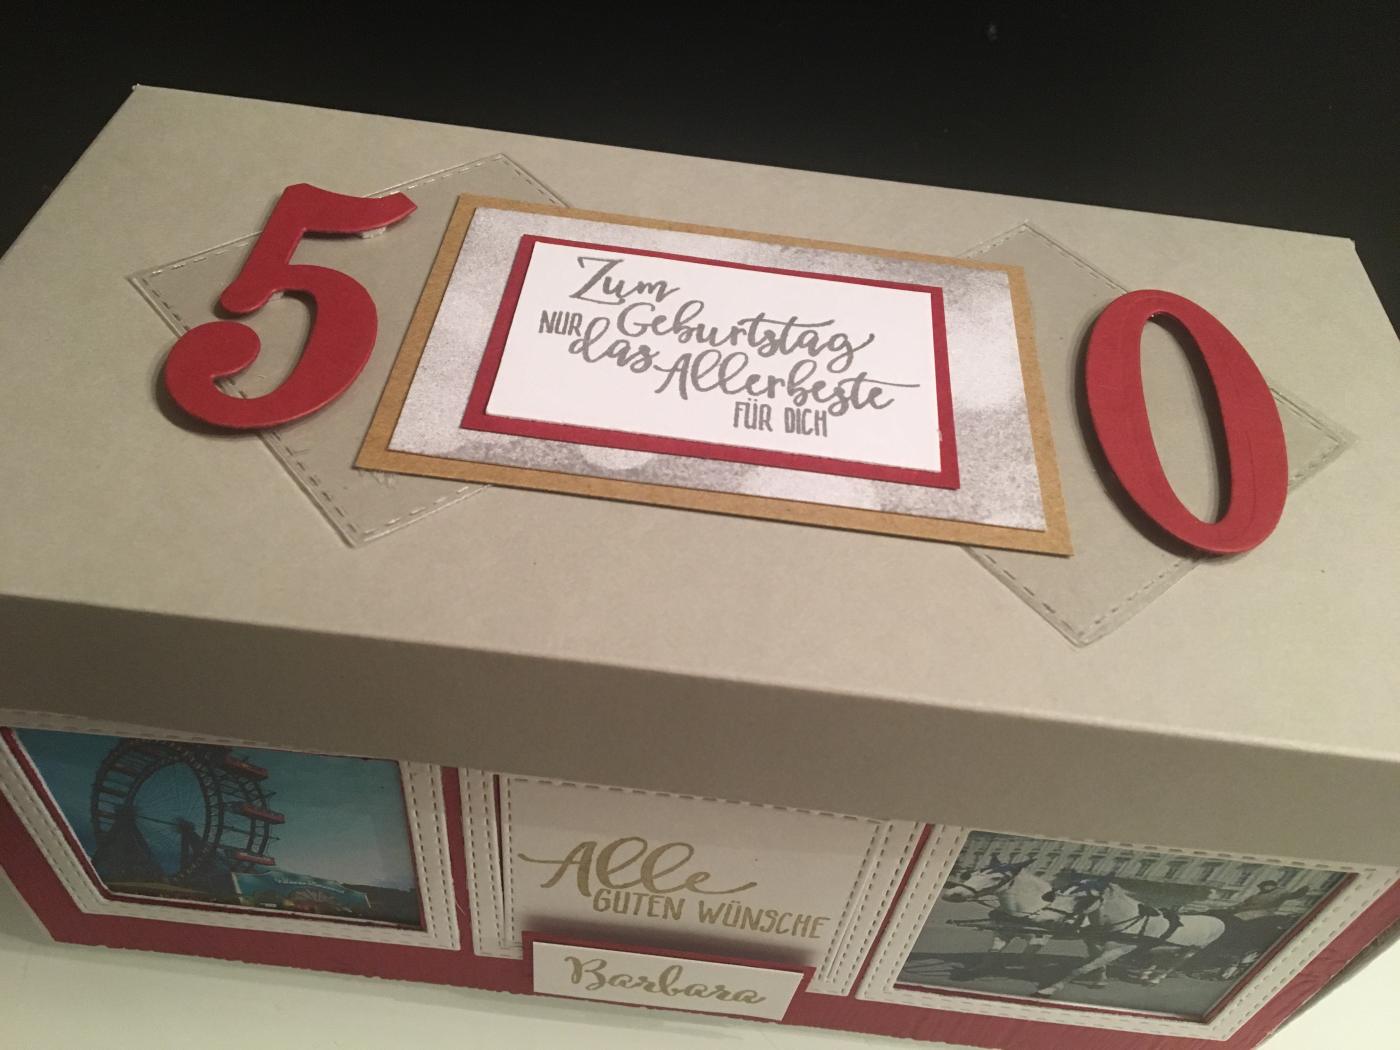 5 0
Zum
Geburtstag
NUR das Allerbeste
FÜR DICH
Alle
GUTEN WÜNSCHE
Barbara